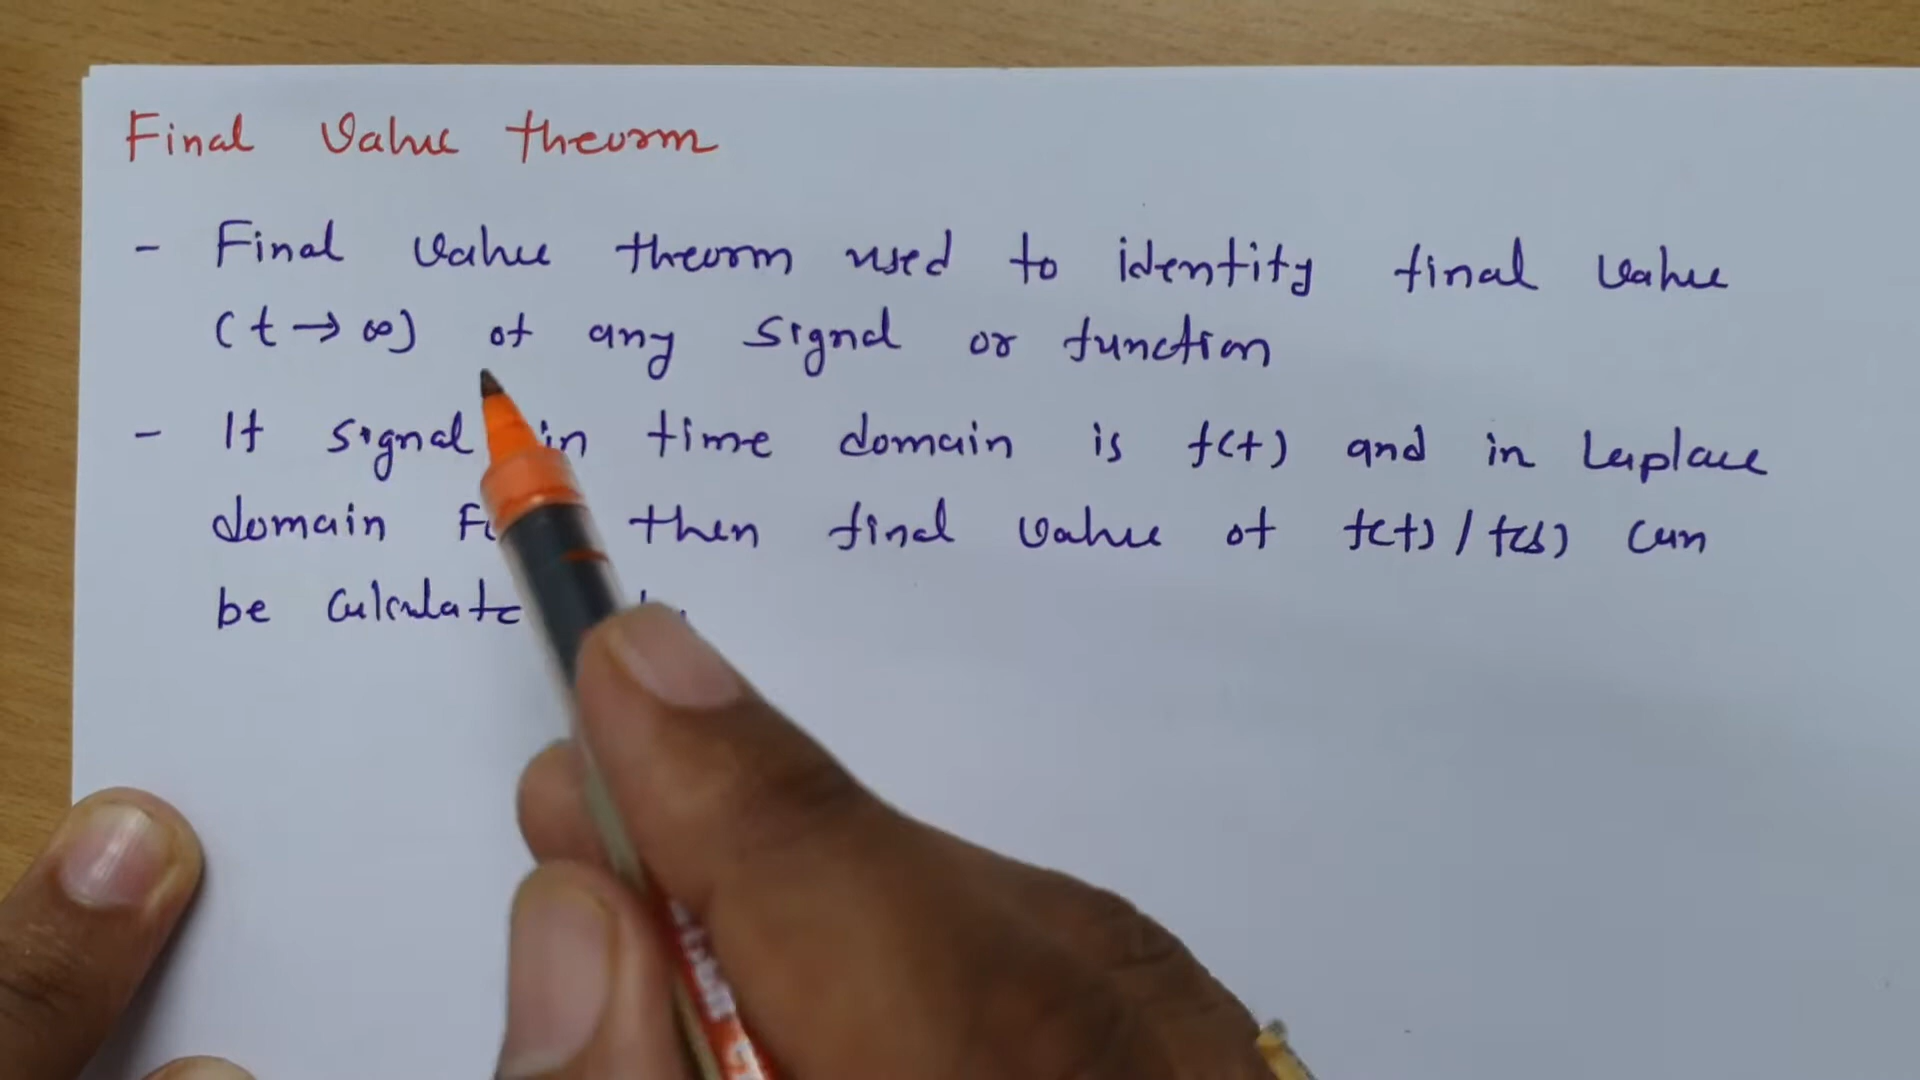 Final Value theorm
- Final Value theorm used to identify final value
(t → ∞) of any signal or function
- If signal in time domain is f(t) and in Laplace
domain then final value of f(t) / f(s) can
be calculate